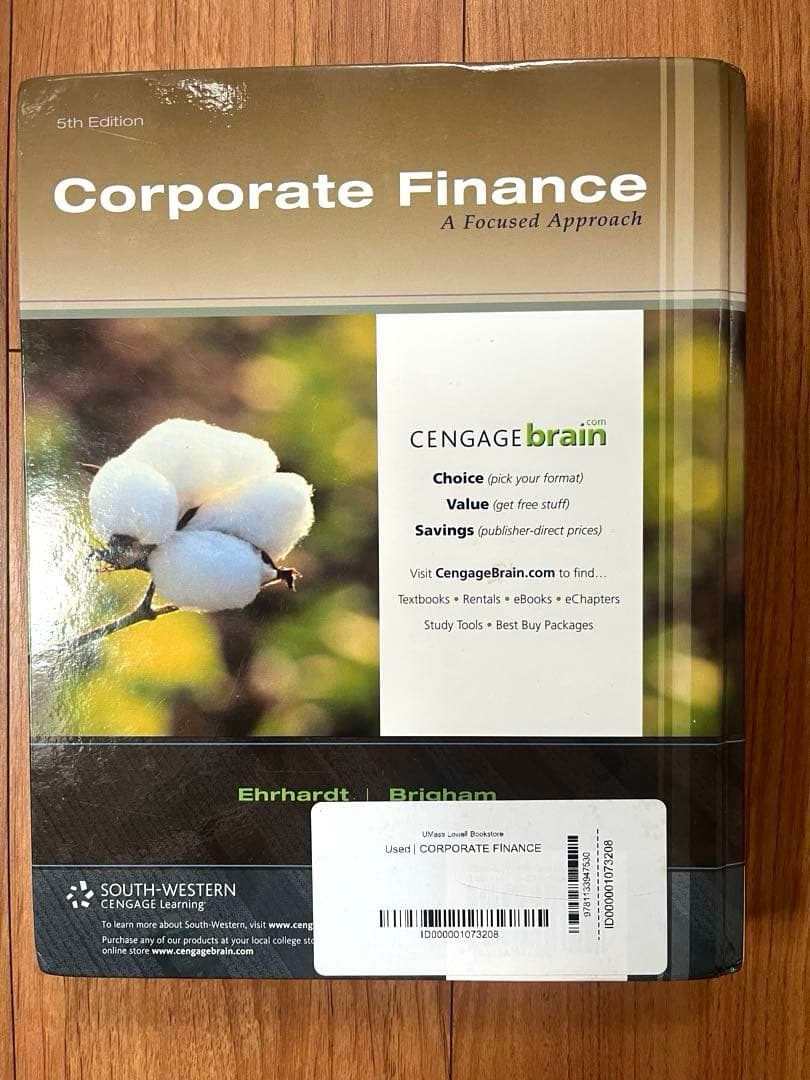 5th Edition
Corporate Finance
A Focused Approach
CENGAGEbrain.com
Choice (pick your format)
Value (get free stuff)
Savings (publisher-direct prices)
Visit CengageBrain.com to find...
Textbooks • Rentals • eBooks • eChapters
Study Tools • Best Buy Packages
Ehrhardt | Brigham
UMass Lowell Bookstore
Used | CORPORATE FINANCE
ID000001073208
9781133947530
ID000001073208
SOUTH-WESTERN
CENGAGE Learning
To learn more about South-Western, visit www.ceng
Purchase any of our products at your local college sto
online store www.cengagebrain.com